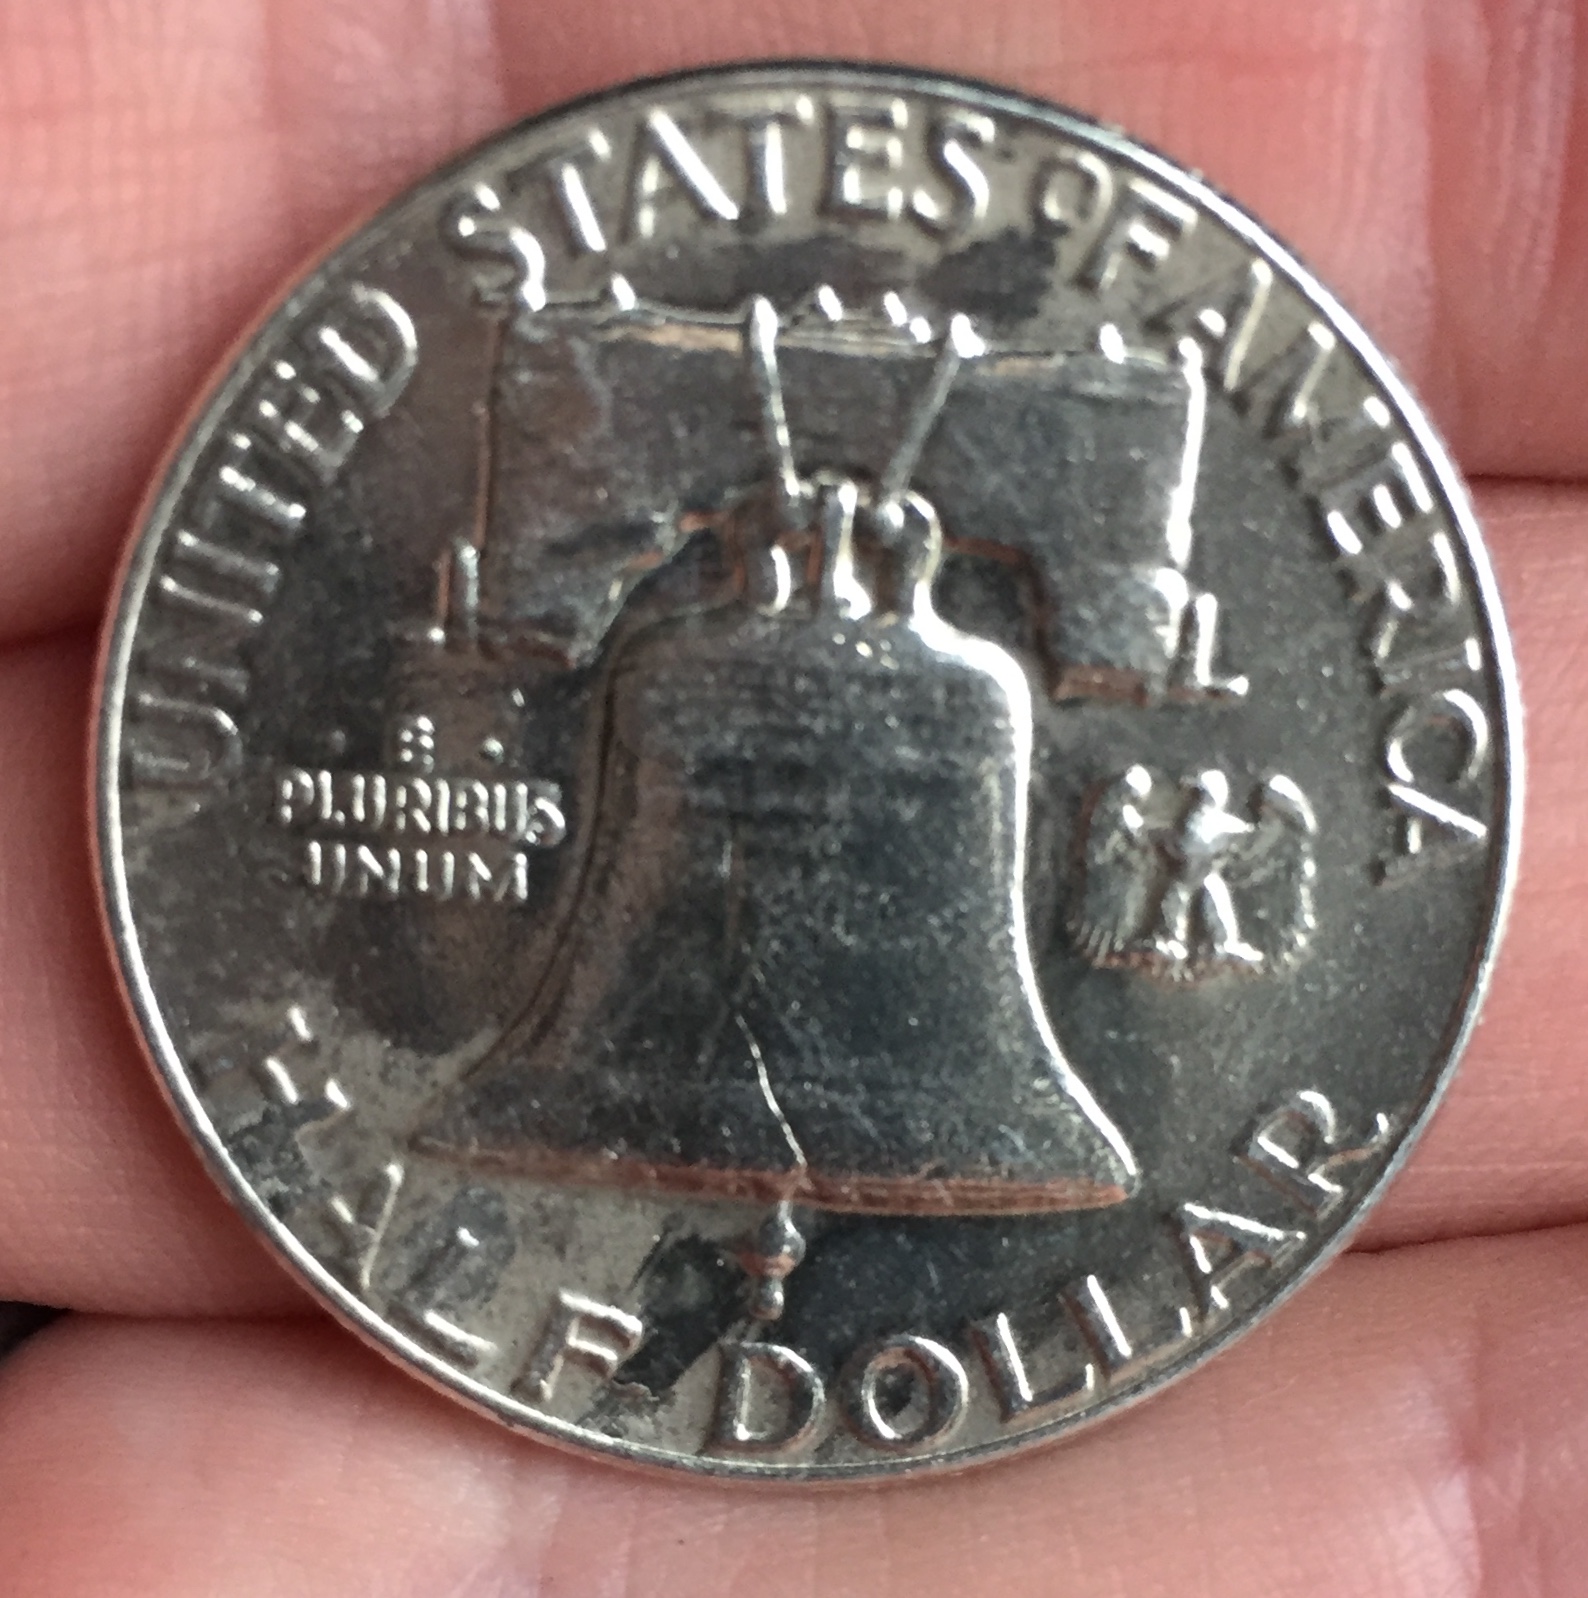 UNITED STATES OF AMERICA
E
PLURIBUS
UNUM
HALF DOLLAR